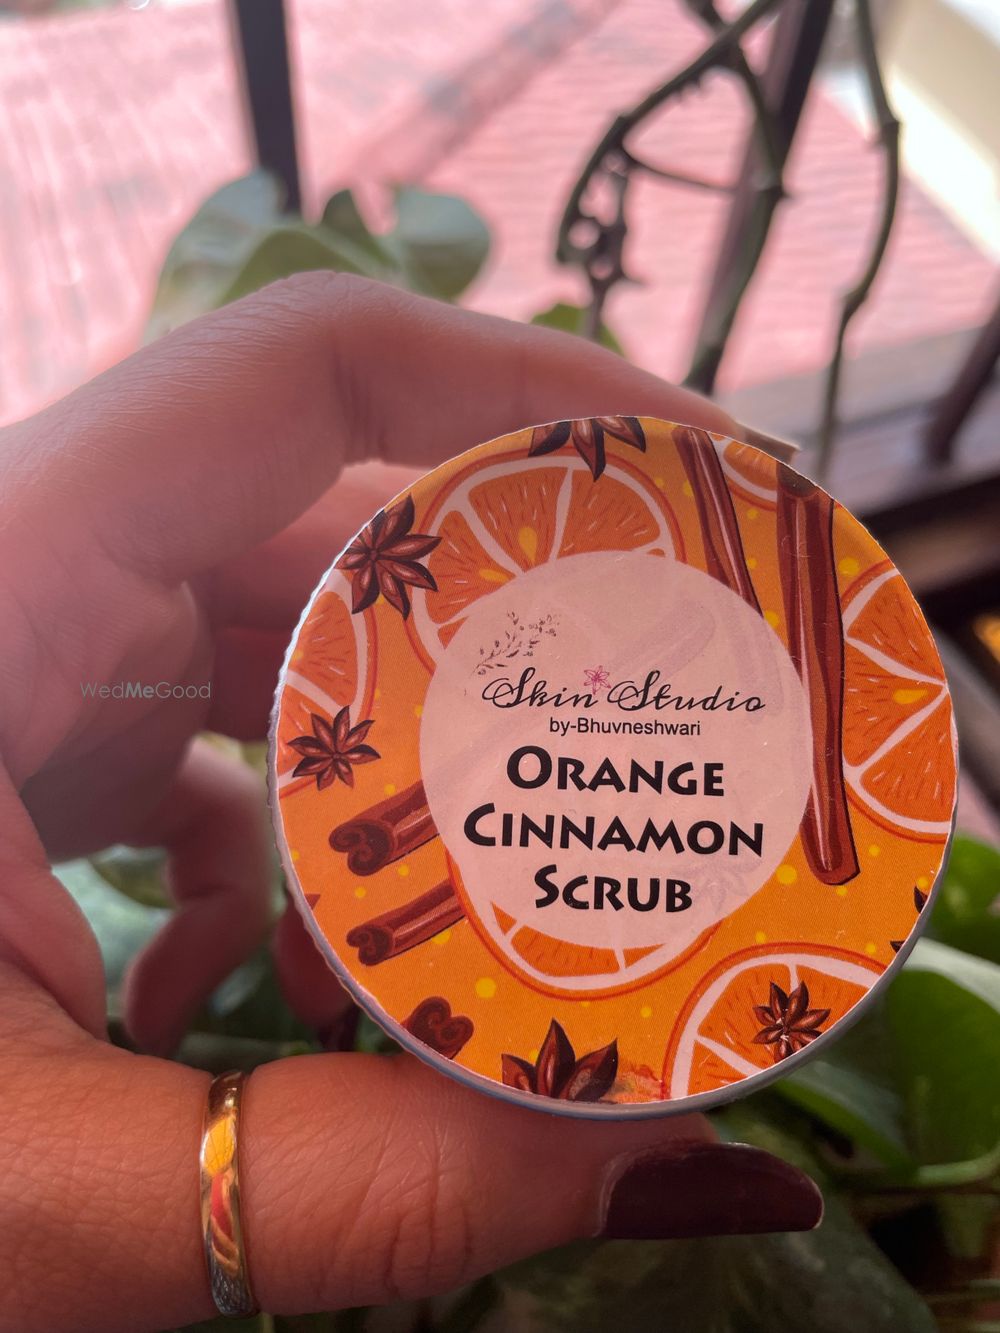 WedMeGood
Skin Studio
by-Bhuvneshwari
ORANGE
CINNAMON
SCRUB